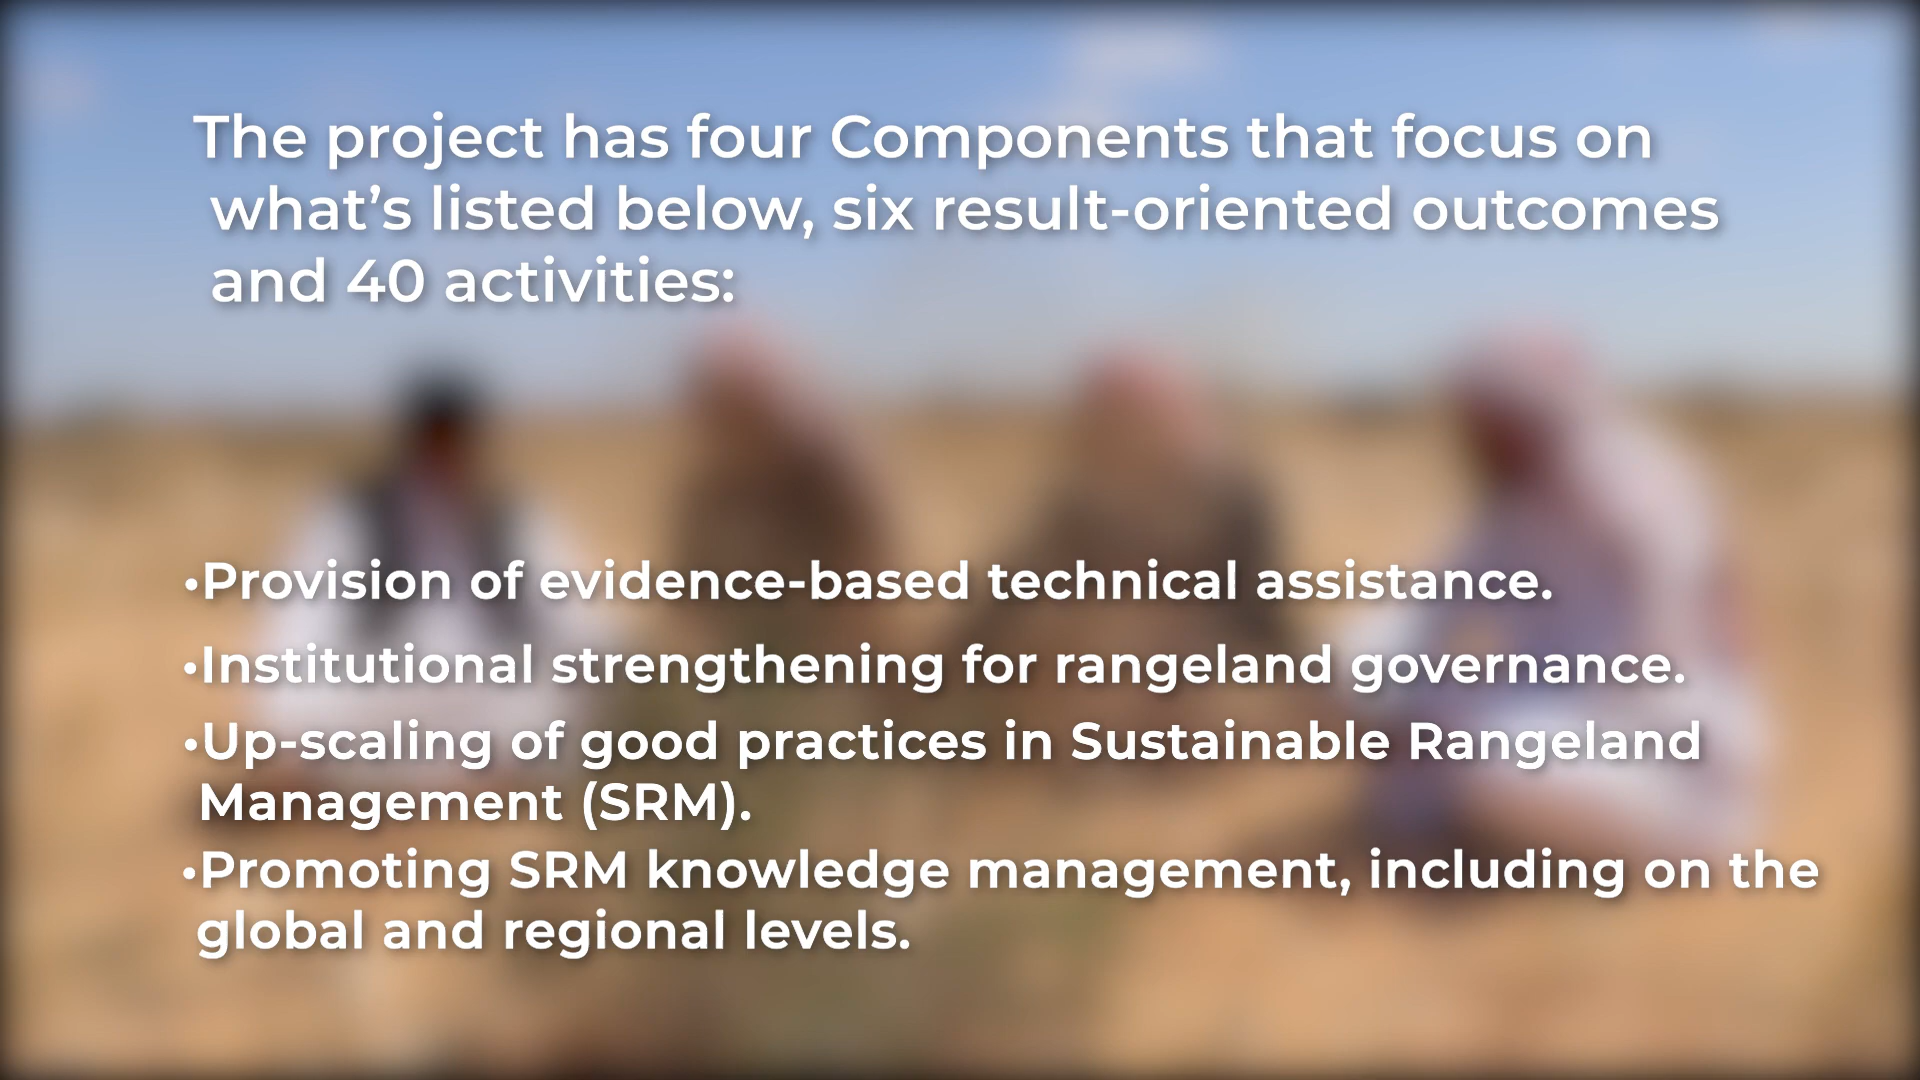 The project has four Components that focus on
what’s listed below, six result-oriented outcomes
and 40 activities:
•Provision of evidence-based technical assistance.
•Institutional strengthening for rangeland governance.
•Up-scaling of good practices in Sustainable Rangeland
Management (SRM).
•Promoting SRM knowledge management, including on the
global and regional levels.